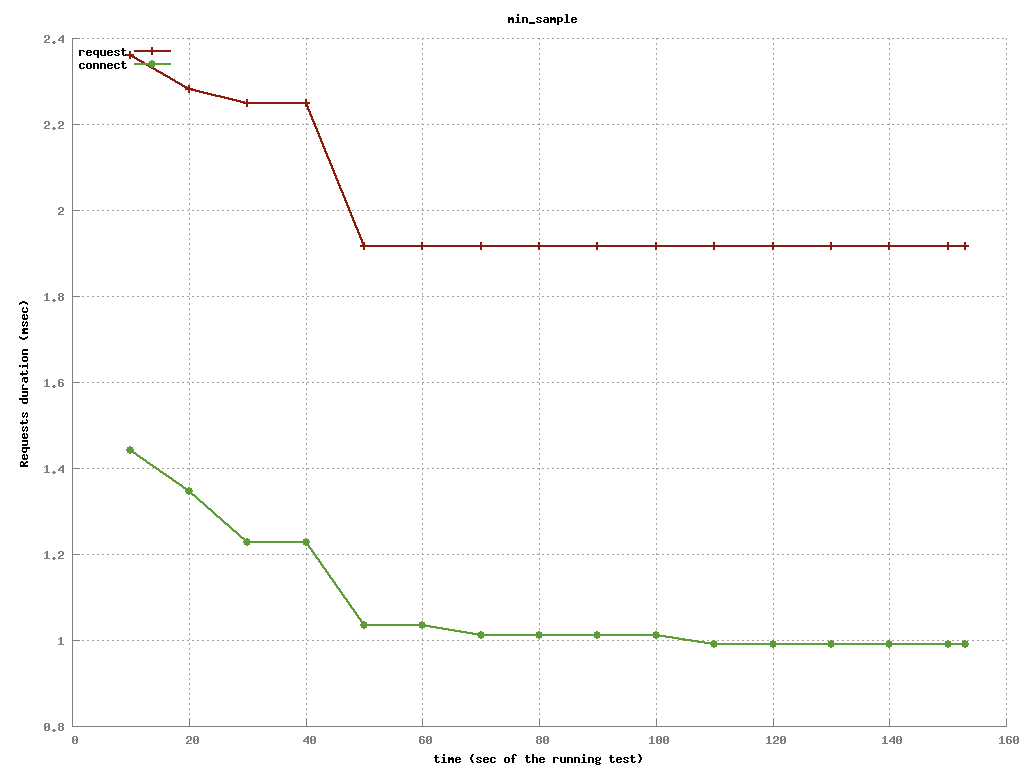 min_sample
request
connect
2.4
2.2
2
1.8
1.6
1.4
1.2
1
0.8
Requests duration (msec)
0 20 40 60 80 100 120 140 160
time (sec of the running test)